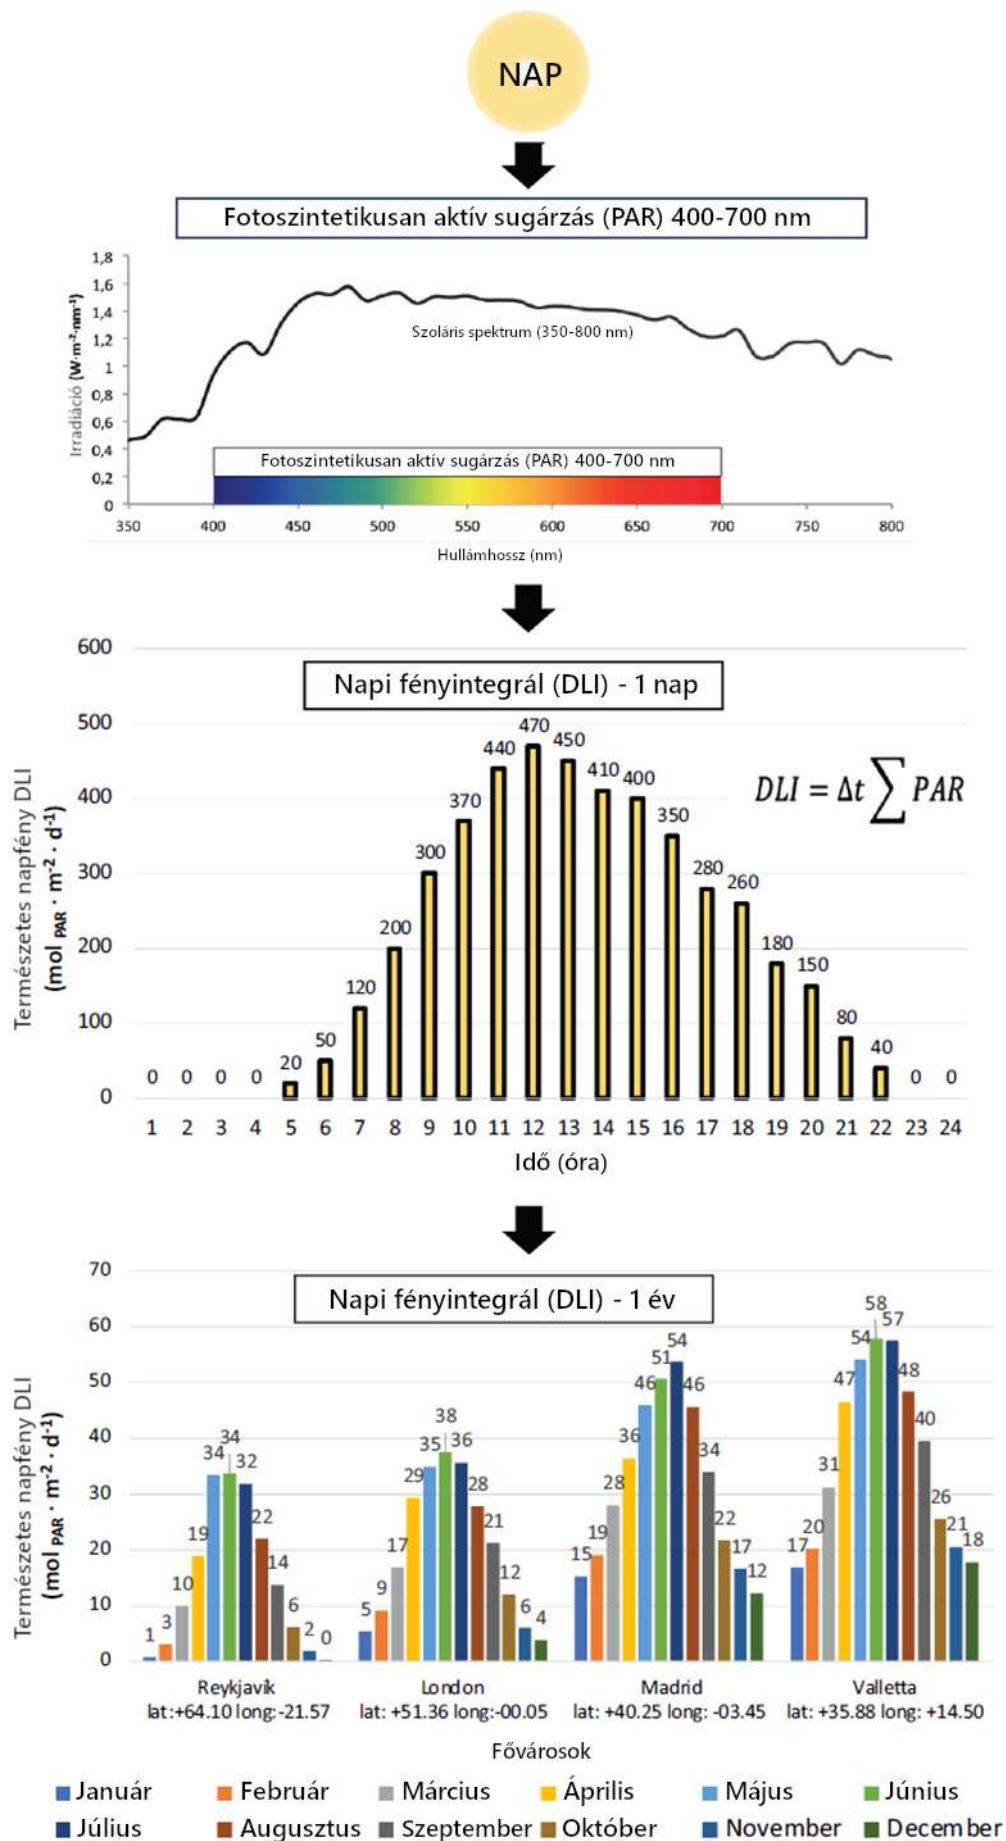 NAP
Fotoszintetikusan aktív sugárzás (PAR) 400-700 nm
Irradiáció (W·m⁻²·nm⁻¹)
1,8
1,6
1,4
1,2
1
0,8
0,6
0,4
0,2
0
Szoláris spektrum (350-800 nm)
Fotoszintetikusan aktív sugárzás (PAR) 400-700 nm
350 400 450 500 550 600 650 700 750 800
Hullámhossz (nm)
Napi fényintegrál (DLI) - 1 nap
Természetes napfény DLI
(mol PAR · m⁻² · d⁻¹)
600
500
400
300
200
100
0
DLI = Δt ∑ PAR
0 0 0 0 20 50 120 200 300 370 440 470 450 410 400 350 280 260 180 150 80 40 0 0
1 2 3 4 5 6 7 8 9 10 11 12 13 14 15 16 17 18 19 20 21 22 23 24
Idő (óra)
Napi fényintegrál (DLI) - 1 év
Természetes napfény DLI
(mol PAR · m⁻² · d⁻¹)
70
60
50
40
30
20
10
0
1 3 10 19 34 34 32 22 14 6 2 0
5 9 17 29 35 38 36 28 21 12 6 4
15 19 28 36 46 51 54 46 34 22 17 12
17 20 31 47 54 58 57 48 40 26 21 18
Reykjavík London Madrid Valletta
lat:+64.10 long:-21.57 lat: +51.36 long:-00.05 lat: +40.25 long: -03.45 lat: +35.88 long: +14.50
Fővárosok
Január Február Március Április Május Június
Július Augusztus Szeptember Október November December